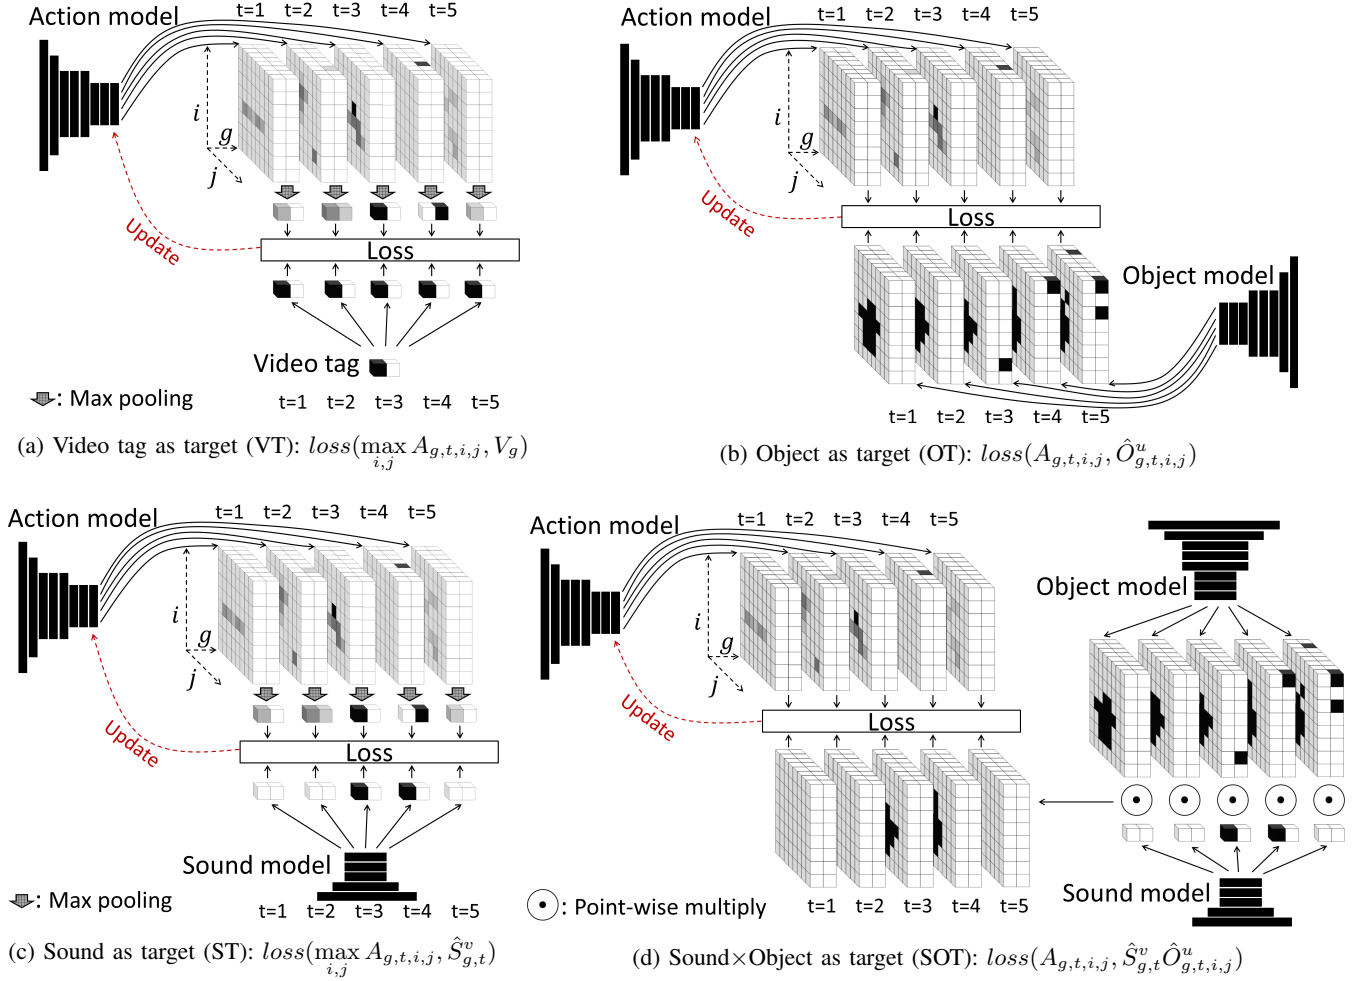 Action model
t=1 t=2 t=3 t=4 t=5
i
g
j
Update
Loss
Video tag
: Max pooling
t=1 t=2 t=3 t=4 t=5
(a) Video tag as target (VT): $loss(\max_{i,j} A_{g,t,i,j}, V_g)$
Action model
t=1 t=2 t=3 t=4 t=5
i
g
j
Update
Loss
Object model
t=1 t=2 t=3 t=4 t=5
(b) Object as target (OT): $loss(A_{g,t,i,j}, \hat{O}^u_{g,t,i,j})$
Action model
t=1 t=2 t=3 t=4 t=5
i
g
j
Update
Loss
Sound model
: Max pooling
t=1 t=2 t=3 t=4 t=5
(c) Sound as target (ST): $loss(\max_{i,j} A_{g,t,i,j}, \hat{S}^v_{g,t})$
Action model
t=1 t=2 t=3 t=4 t=5
i
g
j
Update
Loss
Object model
Sound model
: Point-wise multiply
t=1 t=2 t=3 t=4 t=5
(d) Sound×Object as target (SOT): $loss(A_{g,t,i,j}, \hat{S}^v_{g,t} \hat{O}^u_{g,t,i,j})$